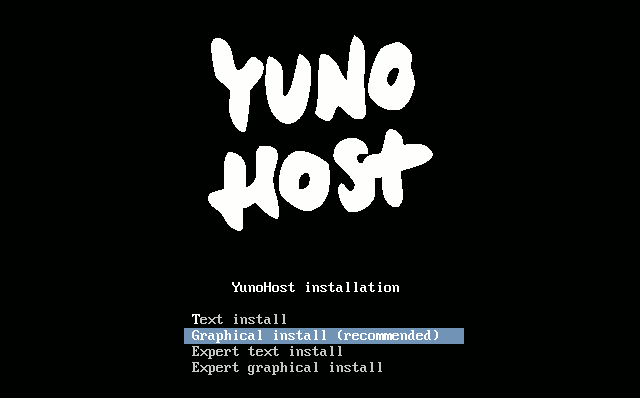 YUNO
HOST
YunoHost installation
Text install
Graphical install (recommended)
Expert text install
Expert graphical install